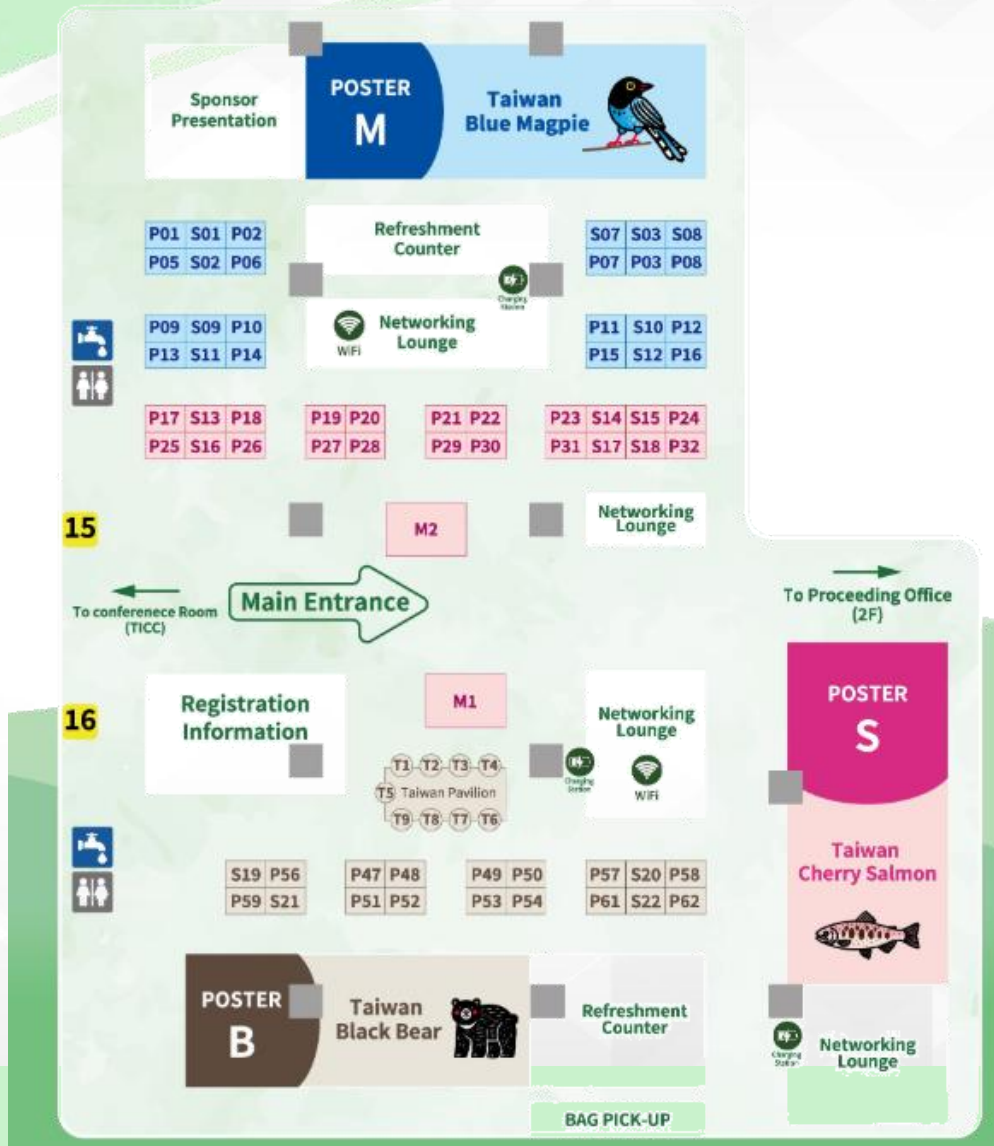 Sponsor
Presentation
POSTER
M
Taiwan
Blue Magpie
P01 S01 P02
P05 S02 P06
Refreshment
Counter
Charging
Station
S07 S03 S08
P07 P03 P08
P09 S09 P10
P13 S11 P14
WiFi
Networking
Lounge
P11 S10 P12
P15 S12 P16
P17 S13 P18
P25 S16 P26
P19 P20
P27 P28
P21 P22
P29 P30
P23 S14 S15 P24
P31 S17 S18 P32
15
M2
Networking
Lounge
To conferenece Room
(TICC)
Main Entrance
To Proceeding Office
(2F)
16
Registration
Information
M1
Networking
Lounge
Charging
Station
WiFi
POSTER
S
T1 T2 T3 T4
T5 Taiwan Pavilion
T9 T8 T7 T6
Taiwan
Cherry Salmon
S19 P56
P59 S21
P47 P48
P51 P52
P49 P50
P53 P54
P57 S20 P58
P61 S22 P62
POSTER
B
Taiwan
Black Bear
Refreshment
Counter
Charging
Station
Networking
Lounge
BAG PICK-UP